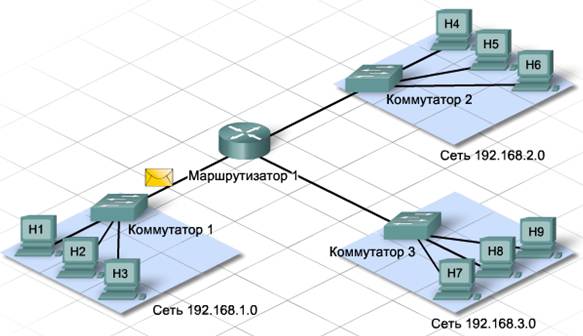 H4
H5
H6
Коммутатор 2
Сеть 192.168.2.0
Маршрутизатор 1
H1
H2
H3
Коммутатор 1
Сеть 192.168.1.0
H9
H8
H7
Коммутатор 3
Сеть 192.168.3.0